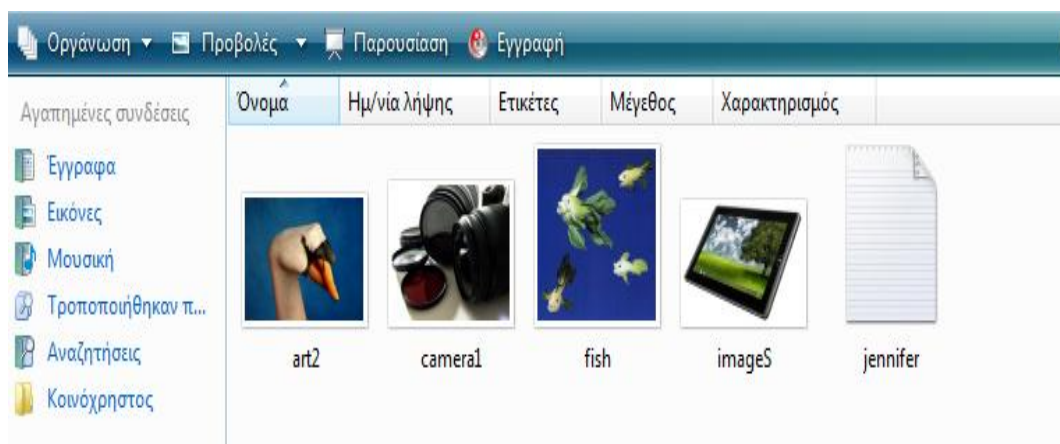 Οργάνωση Προβολές Παρουσίαση Εγγραφή
Αγαπημένες συνδέσεις
Έγγραφα
Εικόνες
Μουσική
Τροποποιήθηκαν π...
Αναζητήσεις
Κοινόχρηστος
Όνομα Ημ/νία λήψης Ετικέτες Μέγεθος Χαρακτηρισμός
art2 camera1 fish imageS jennifer